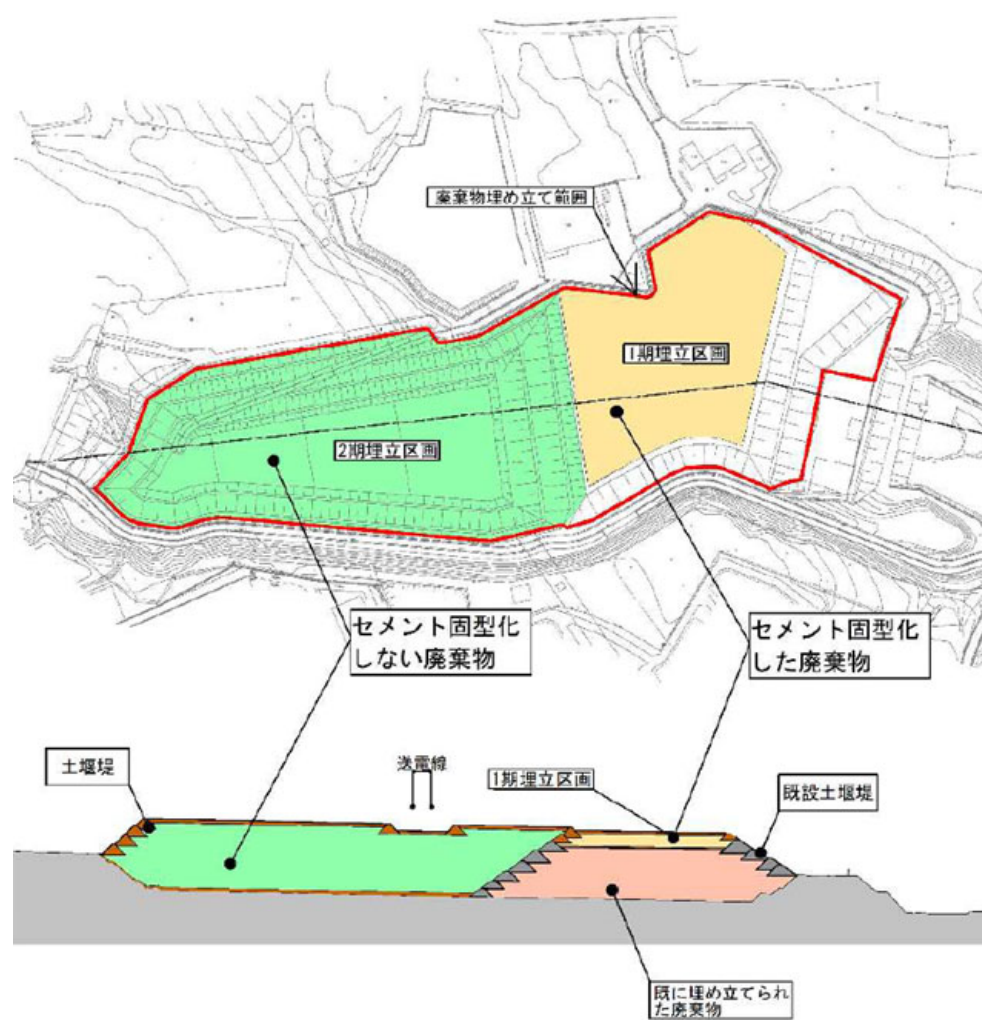 廃棄物埋め立て範囲
1期埋立区画
2期埋立区画
セメント固型化
しない廃棄物
セメント固型化
した廃棄物
土堰堤
送電線
1期埋立区画
既設土堰堤
既に埋め立てられ
た廃棄物